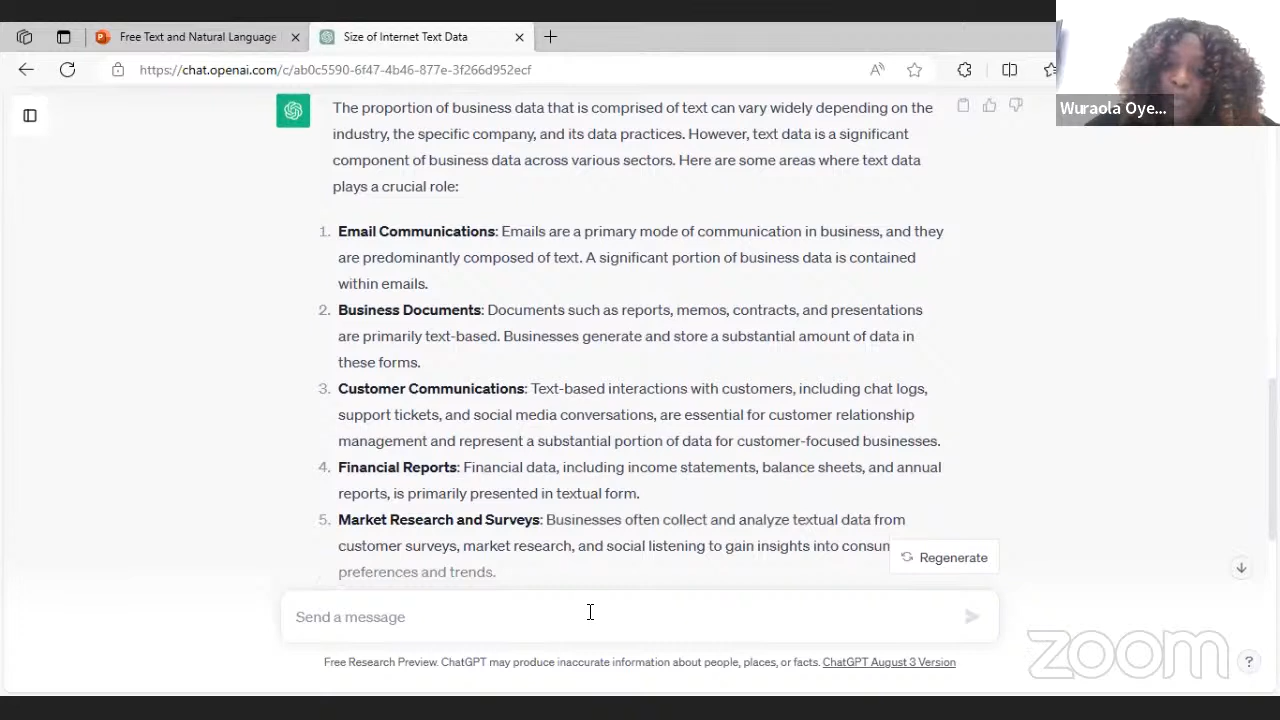 Free Text and Natural Language
Size of Internet Text Data
https://chat.openai.com/c/ab0c5590-6f47-4b46-877e-3f266d952ecf
Wuraola Oye...
The proportion of business data that is comprised of text can vary widely depending on the
industry, the specific company, and its data practices. However, text data is a significant
component of business data across various sectors. Here are some areas where text data
plays a crucial role:
1. Email Communications: Emails are a primary mode of communication in business, and they
are predominantly composed of text. A significant portion of business data is contained
within emails.
2. Business Documents: Documents such as reports, memos, contracts, and presentations
are primarily text-based. Businesses generate and store a substantial amount of data in
these forms.
3. Customer Communications: Text-based interactions with customers, including chat logs,
support tickets, and social media conversations, are essential for customer relationship
management and represent a substantial portion of data for customer-focused businesses.
4. Financial Reports: Financial data, including income statements, balance sheets, and annual
reports, is primarily presented in textual form.
5. Market Research and Surveys: Businesses often collect and analyze textual data from
customer surveys, market research, and social listening to gain insights into consun
preferences and trends.
Regenerate
Send a message
Free Research Preview. ChatGPT may produce inaccurate information about people, places, or facts. ChatGPT August 3 Version
zoom
?